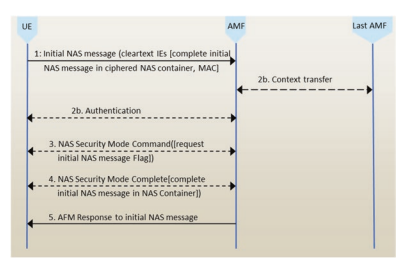 UE
AMF
Last AMF
1: Initial NAS message (cleartext IEs [complete initial
NAS message in ciphered NAS container, MAC]
2b. Context transfer
2b. Authentication
3. NAS Security Mode Command([request
initial NAS message Flag])
4. NAS Security Mode Complete[complete
initial NAS message in NAS Container])
5. AFM Response to initial NAS message